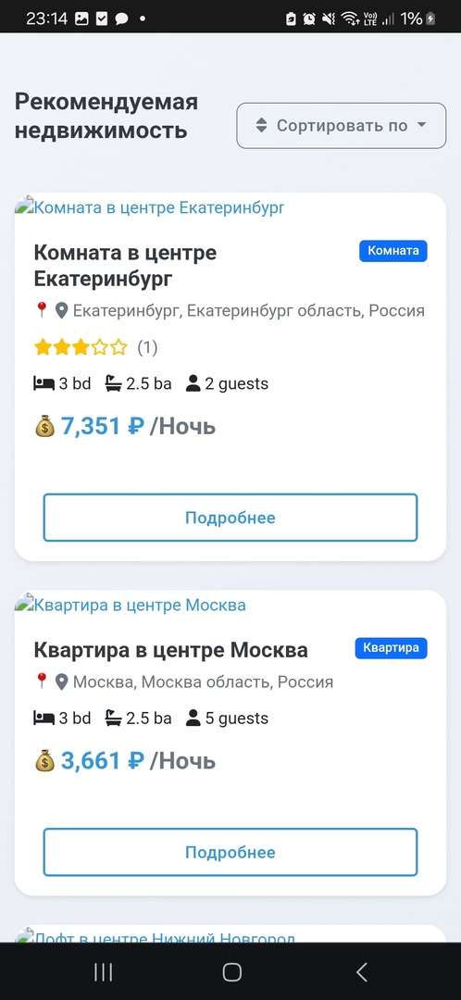 23:14 Vo) LTE 1%
Рекомендуемая
недвижимость
Сортировать по
Комната в центре Екатеринбург
Комната в центре
Екатеринбург
Комната
Екатеринбург, Екатеринбург область, Россия
(1)
3 bd 2.5 ba 2 guests
7,351 ₽ /Ночь
Подробнее
Квартира в центре Москва
Квартира в центре Москва
Квартира
Москва, Москва область, Россия
3 bd 2.5 ba 5 guests
3,661 ₽ /Ночь
Подробнее
Лофт в центре Нижний Новгород